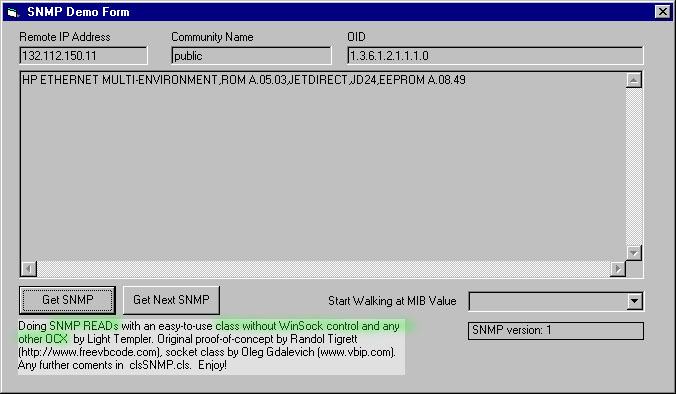 SNMP Demo Form
Remote IP Address Community Name OID
132.112.150.11 public 1.3.6.1.2.1.1.1.0
HP ETHERNET MULTI-ENVIRONMENT,ROM A.05.03,JETDIRECT,JD24,EEPROM A.08.49
Get SNMP Get Next SNMP Start Walking at MIB Value
Doing SNMP READs with an easy-to-use class without WinSock control and any
other OCX by Light Templer. Original proof-of-concept by Randol Tigrett
(http://www.freevbcode.com), socket class by Oleg Gdalevich (www.vbip.com).
Any further coments in clsSNMP.cls. Enjoy!
SNMP version: 1